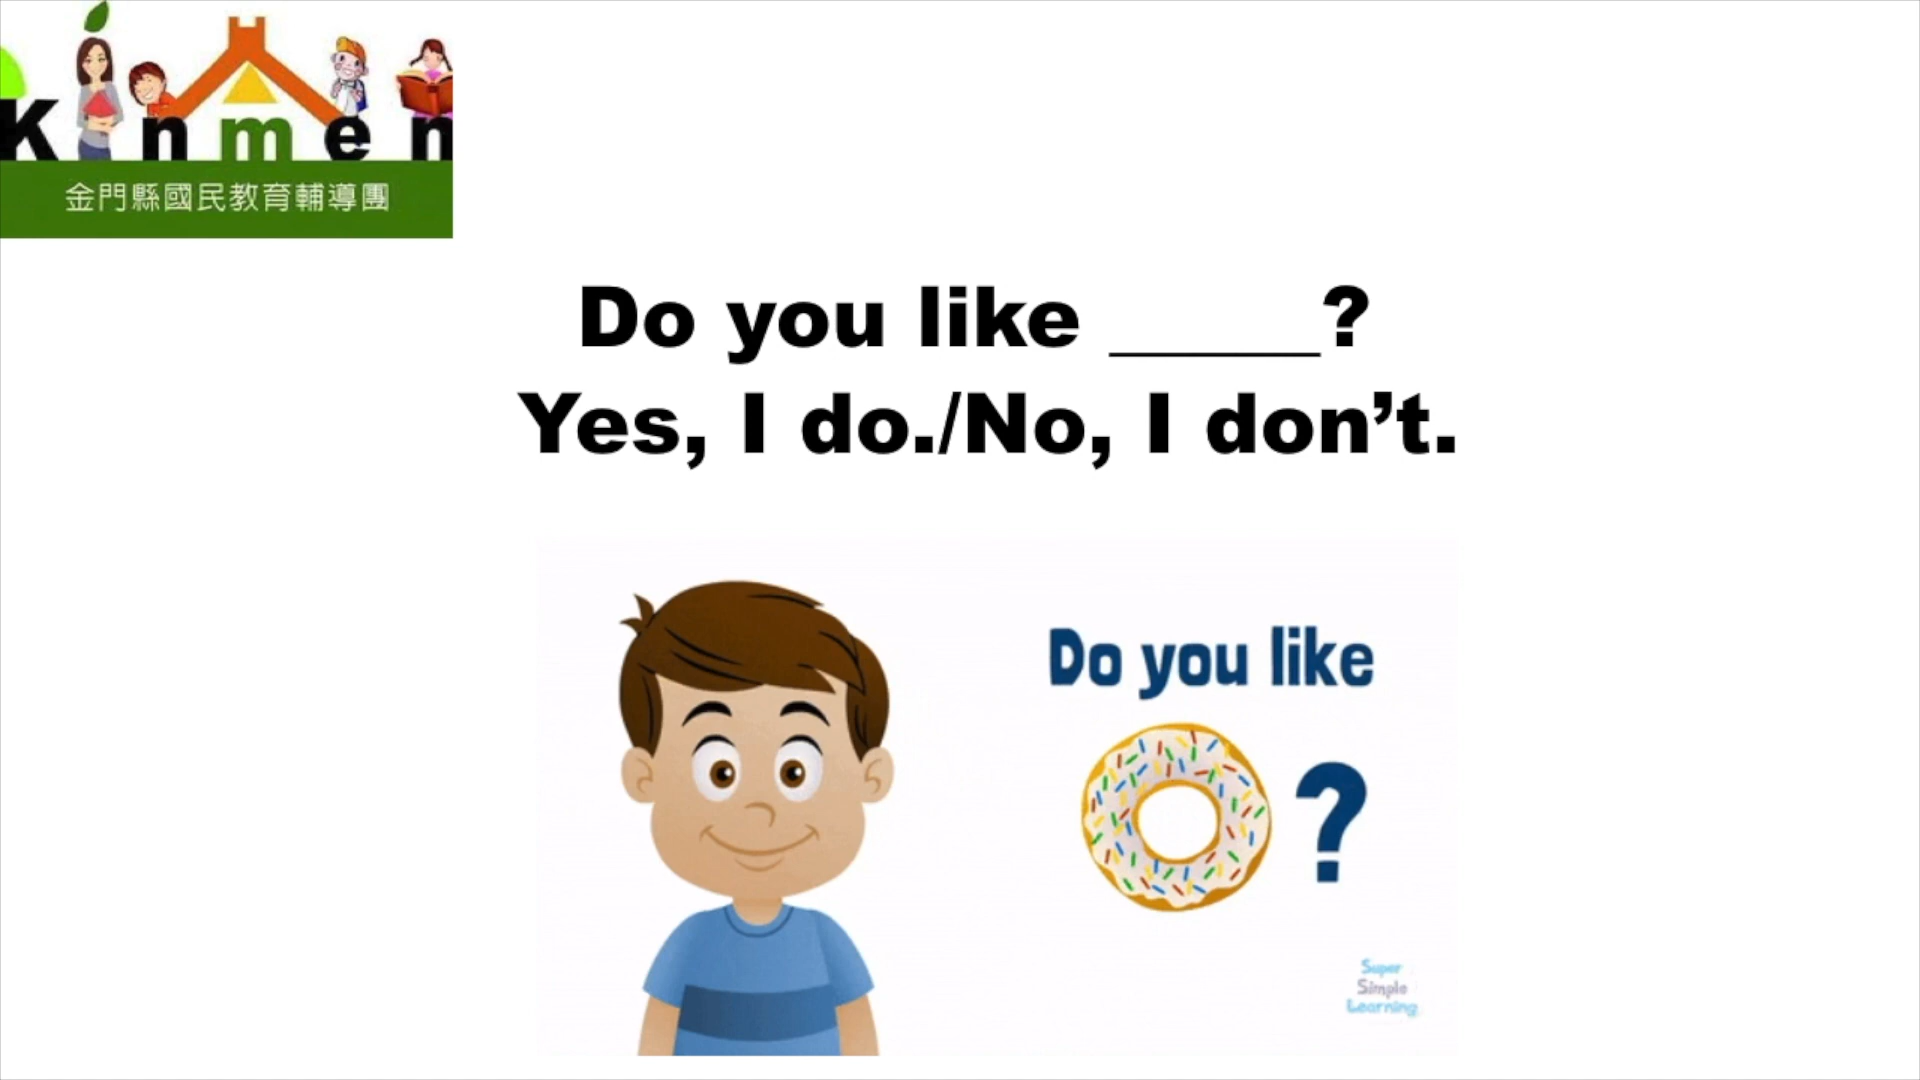 Kinmen
金門縣國民教育輔導團
Do you like _____?
Yes, I do./No, I don’t.
Do you like
?
Super
Simple
Learning